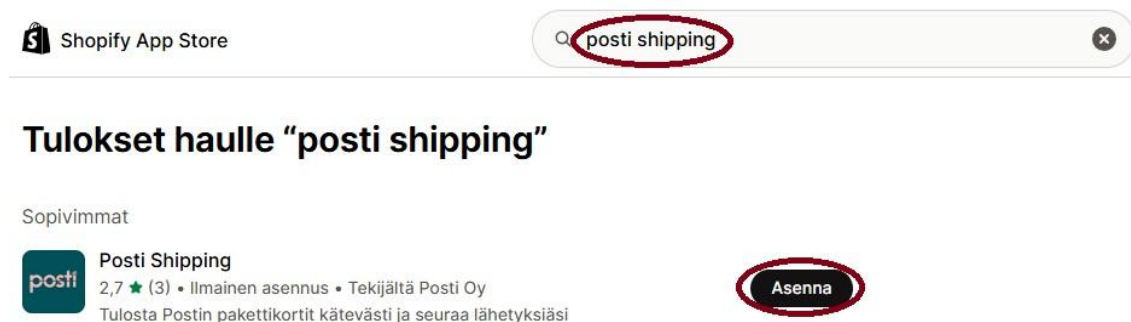 Shopify App Store
posti shipping
Tulokset haulle “posti shipping”
Sopivimmat
posti
Posti Shipping
2,7 ★ (3) • Ilmainen asennus • Tekijältä Posti Oy
Tulosta Postin pakettikortit kätevästi ja seuraa lähetyksiäsi
Asenna